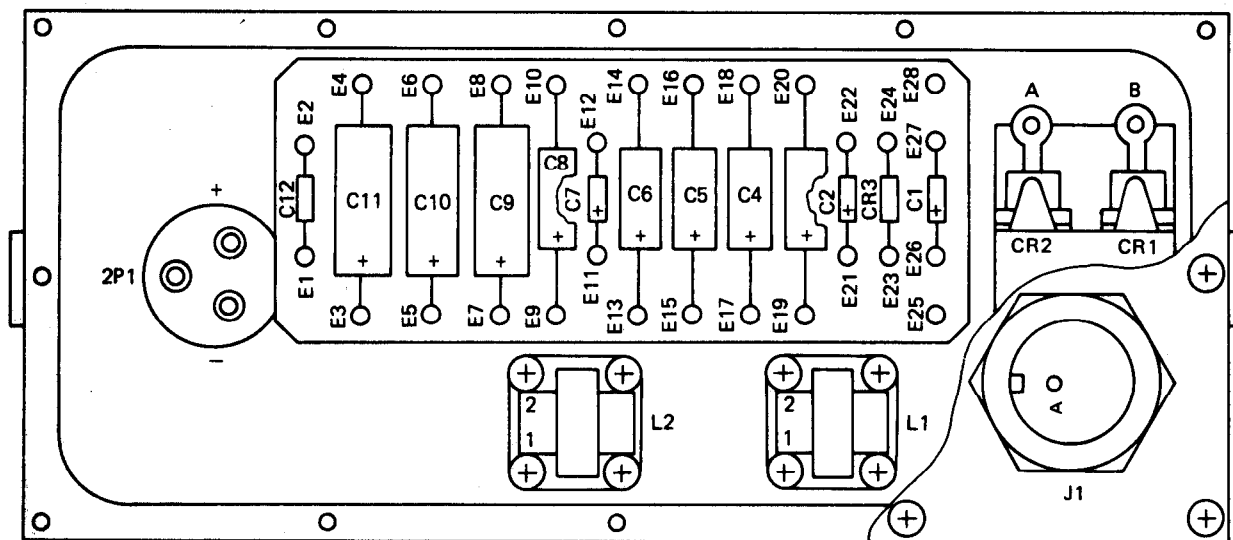 E4 E6 E8 E10 E14 E16 E18 E20 E28 A B
E2 E12 E22 E24 E27
C12 C11 C10 C9 C8 C7 C6 C5 C4 C2 CR3 C1
+ + + + + + + + + + +
+
2P1
−
E1 E11 E21 E23 E26 CR2 CR1
E3 E5 E7 E9 E13 E15 E17 E19 E25
2 2
1 1
L2 L1
A
J1